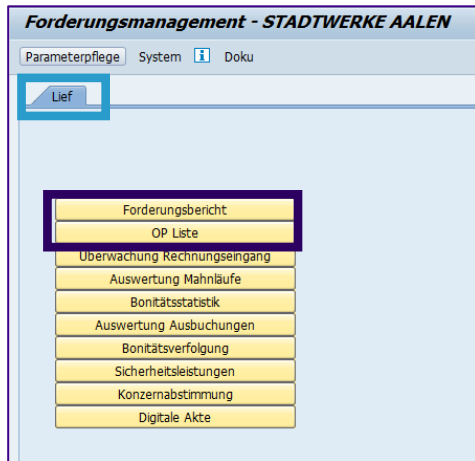 Forderungsmanagement - STADTWERKE AALEN
Parameterpflege System i Doku
Lief
Forderungsbericht
OP Liste
Überwachung Rechnungseingang
Auswertung Mahnläufe
Bonitätsstatistik
Auswertung Ausbuchungen
Bonitätsverfolgung
Sicherheitsleistungen
Konzernabstimmung
Digitale Akte